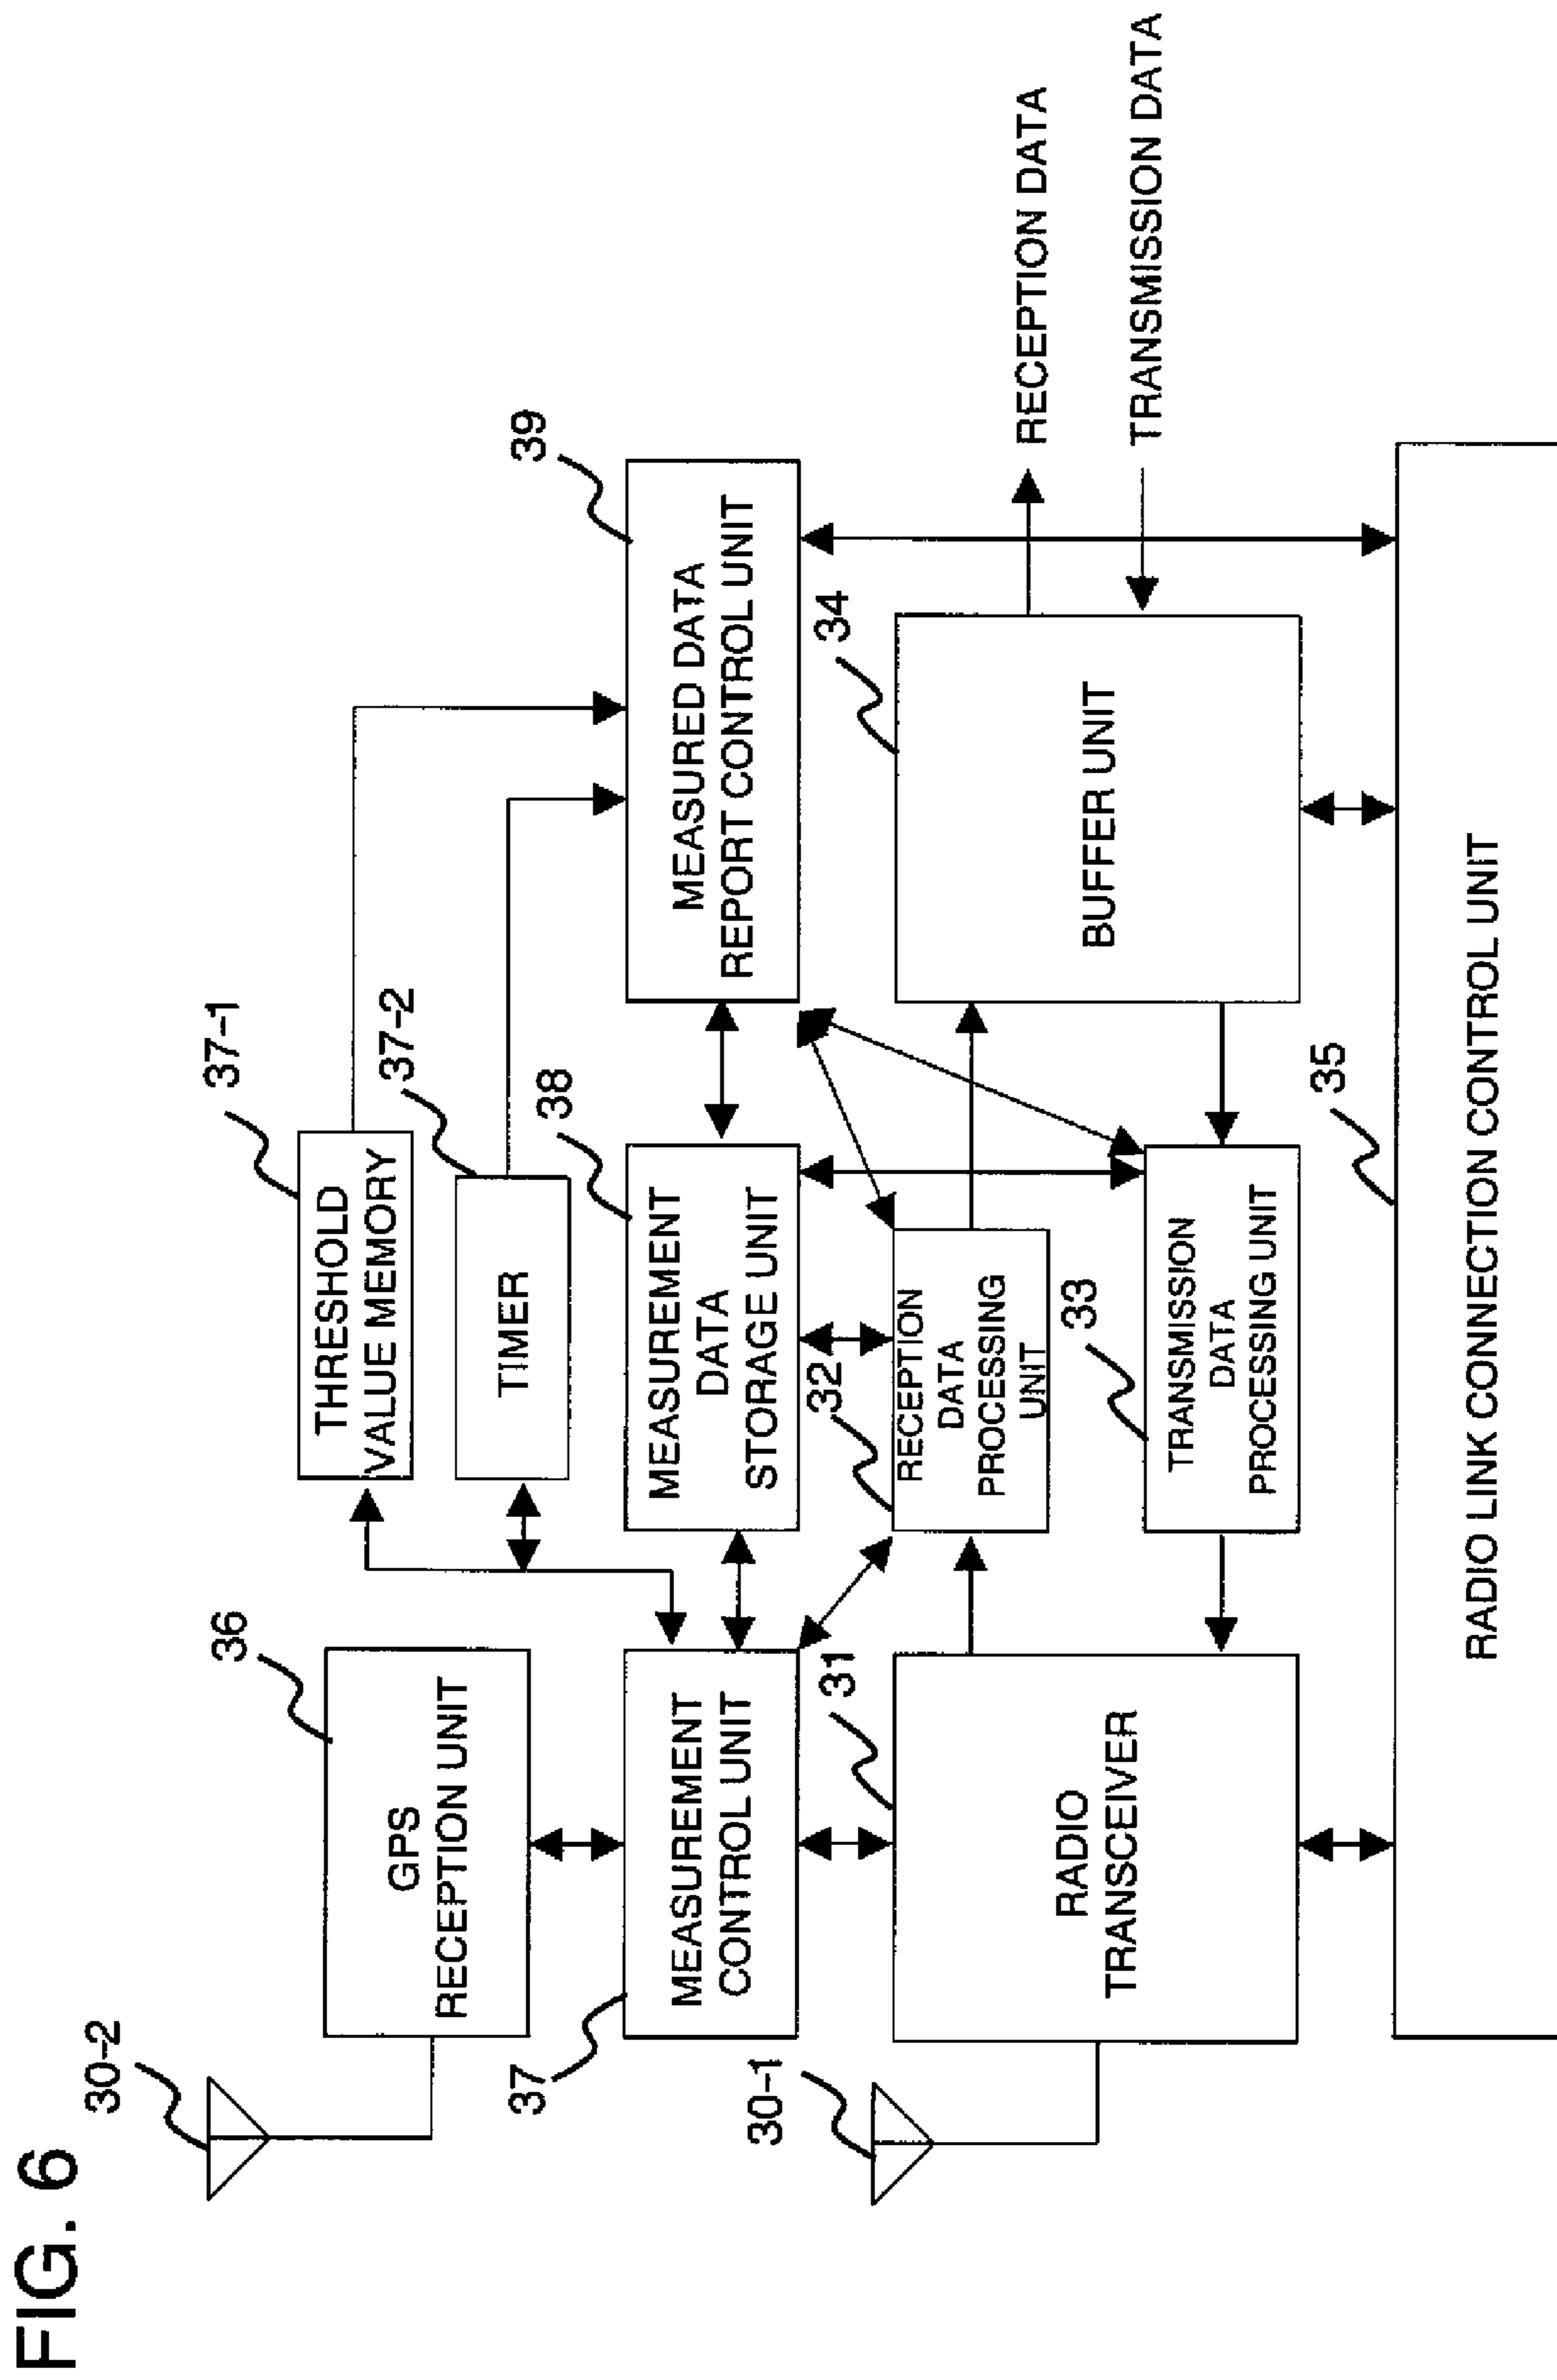 FIG. 6
30-2
36
GPS
RECEPTION UNIT
37-1
THRESHOLD
VALUE MEMORY
37-2
TIMER
37
MEASUREMENT
CONTROL UNIT
38
MEASUREMENT
DATA
STORAGE UNIT
39
MEASURED DATA
REPORT CONTROL UNIT
30-1
31
RADIO
TRANSCEIVER
32
RECEPTION
DATA
PROCESSING
UNIT
33
TRANSMISSION
DATA
PROCESSING UNIT
34
BUFFER UNIT
RECEPTION DATA
TRANSMISSION DATA
35
RADIO LINK CONNECTION CONTROL UNIT